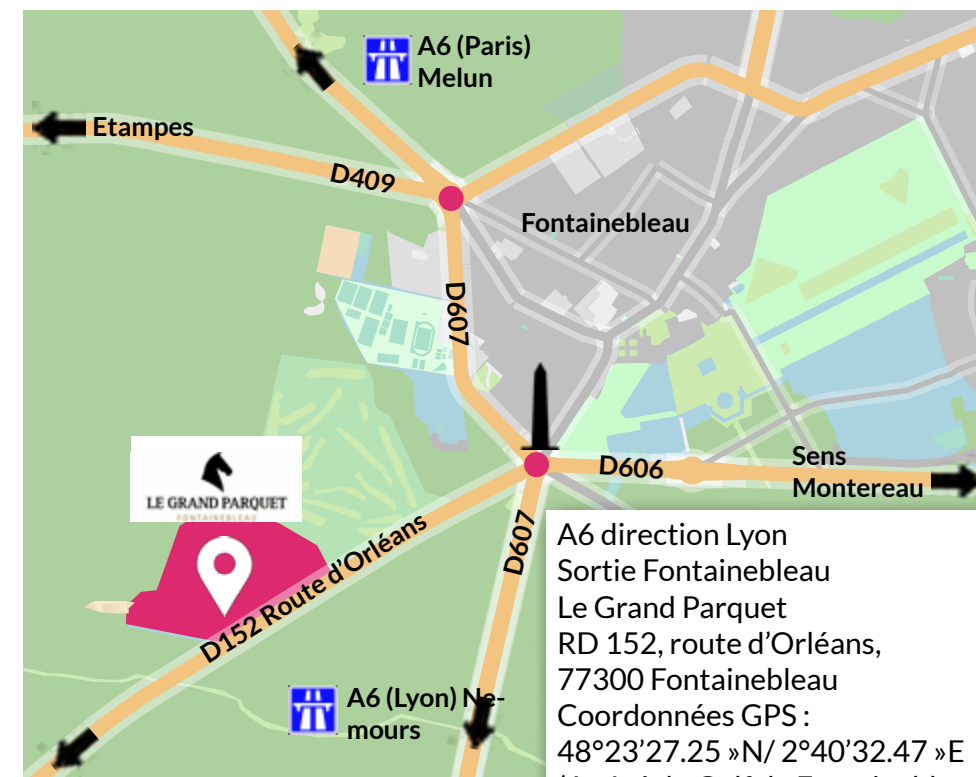 A6 (Paris)
Melun
Etampes
D409
Fontainebleau
D607
LE GRAND PARQUET
FONTAINEBLEAU
Sens
Montereau
D606
D607
D152 Route d'Orléans
A6 (Lyon) Ne-
mours
A6 direction Lyon
Sortie Fontainebleau
Le Grand Parquet
RD 152, route d'Orléans,
77300 Fontainebleau
Coordonnées GPS :
48°23'27.25 »N/ 2°40'32.47 »E